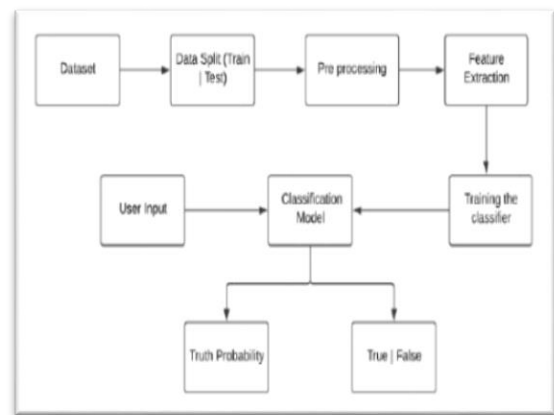 Dataset
Data Split (Train
| Test)
Pre processing
Feature
Extraction
User Input
Classification
Model
Training the
classifier
Truth Probability
True | False